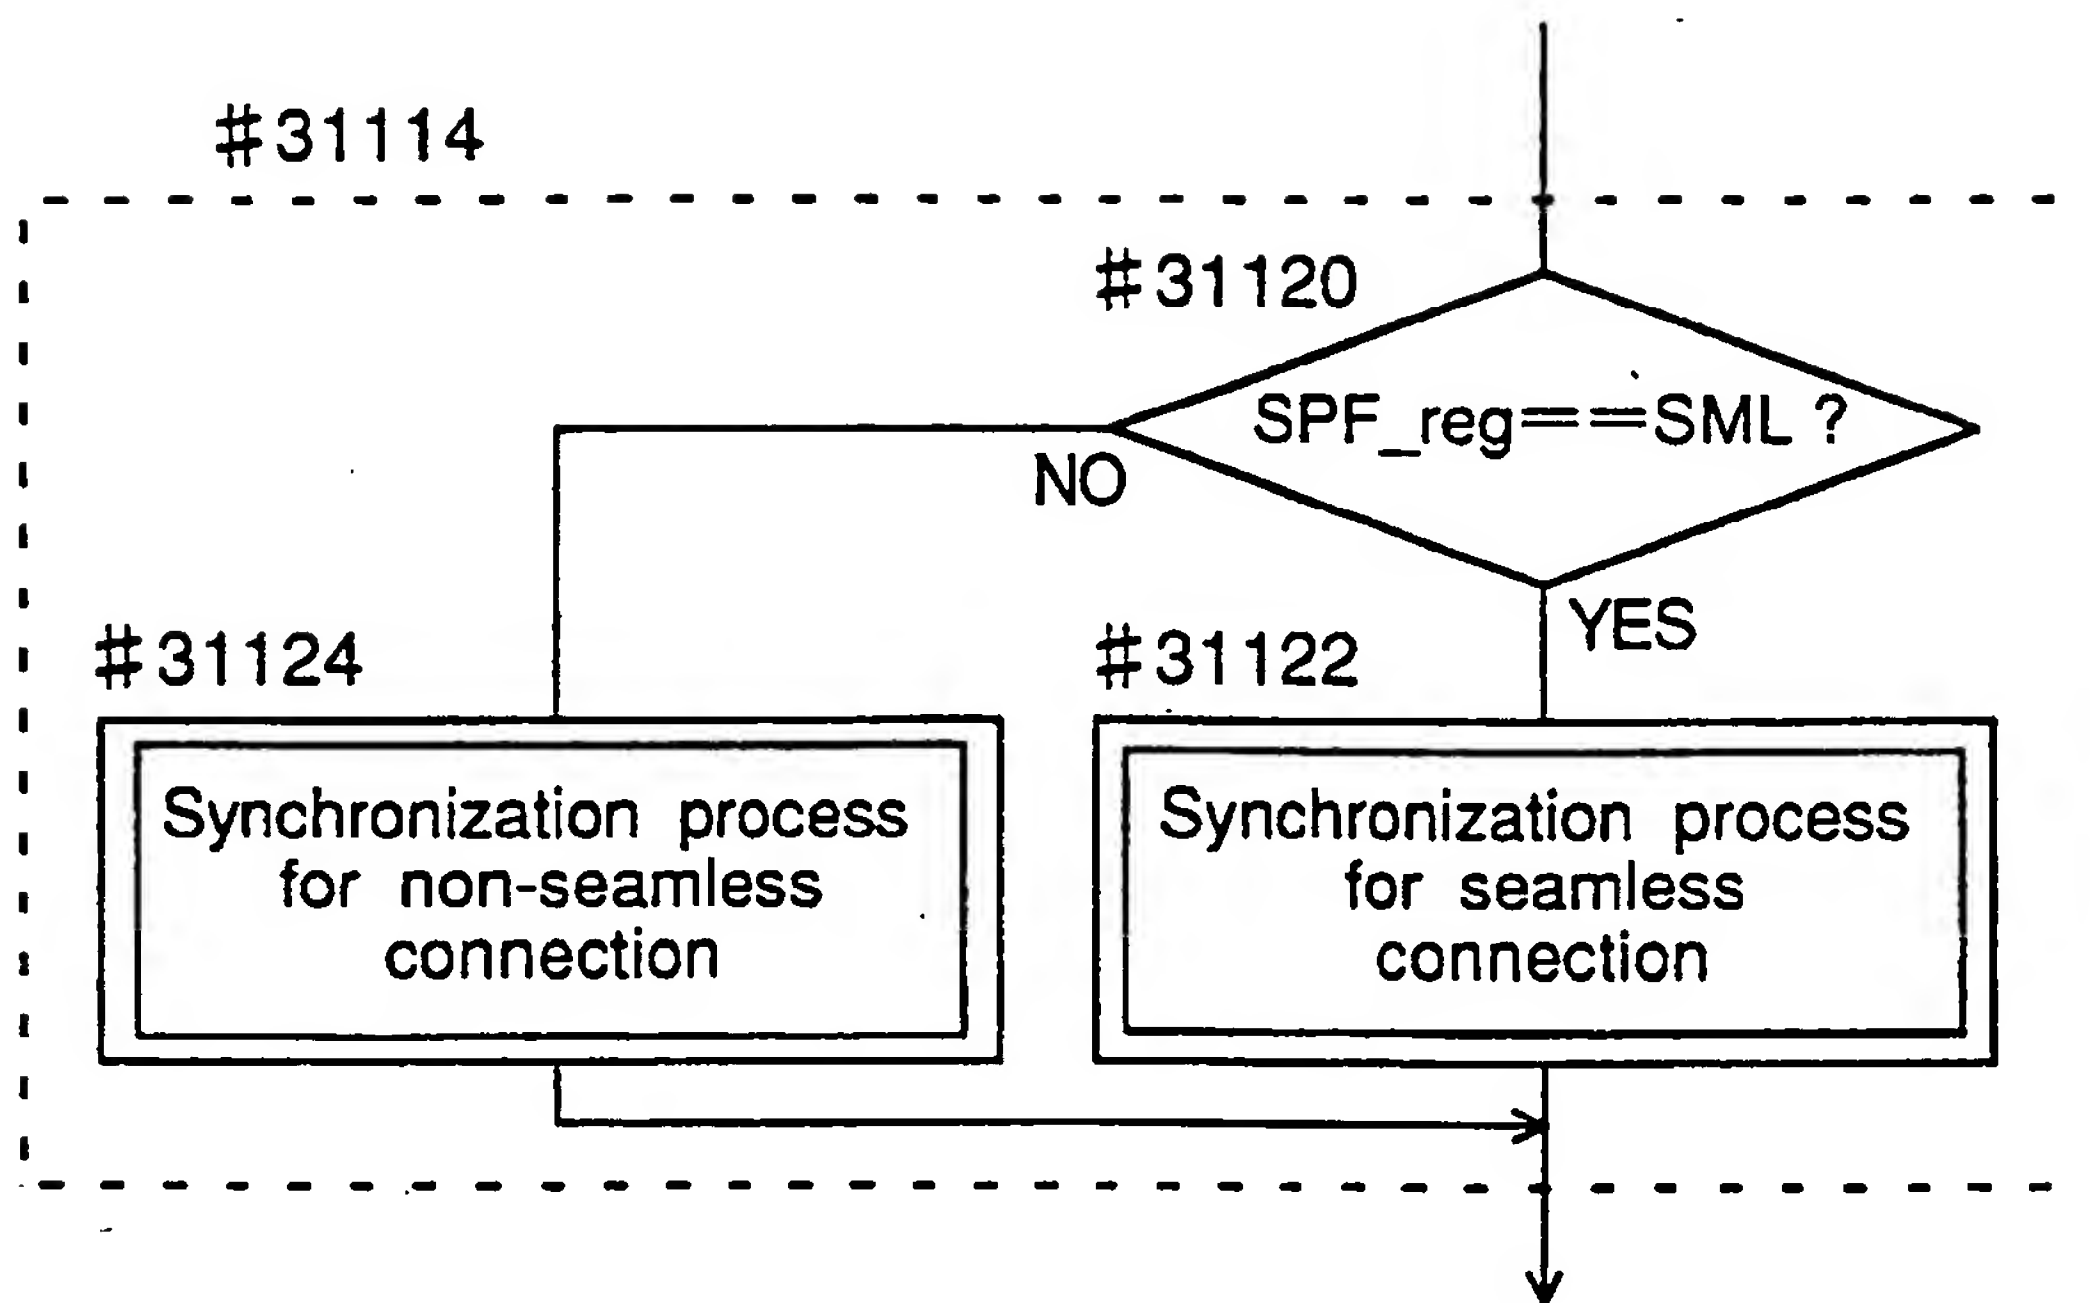 #31114
#31120
SPF_reg==SML ?
NO
YES
#31124
#31122
Synchronization process
for non-seamless
connection
Synchronization process
for seamless
connection